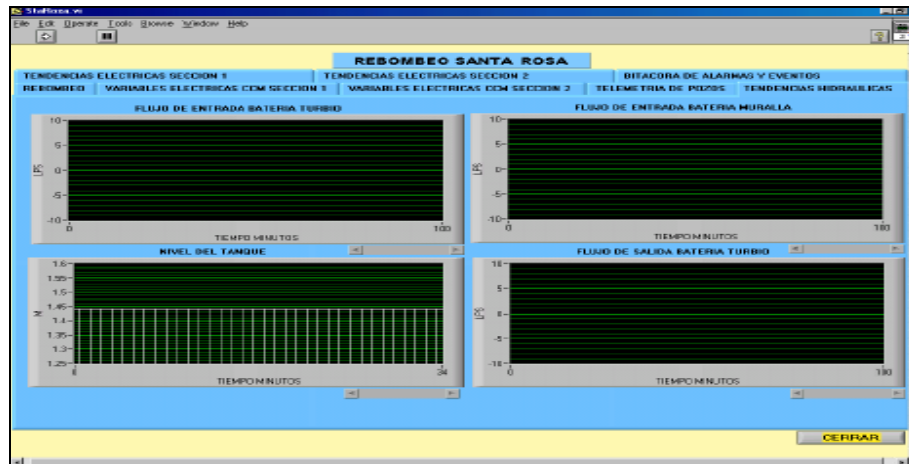 StaRosa.vi
File Edit Operate Tools Browse Window Help
REBOMBEO SANTA ROSA
TENDENCIAS ELECTRICAS SECCION 1 TENDENCIAS ELECTRICAS SECCION 2 BITACORA DE ALARMAS Y EVENTOS
REBOMBEO VARIABLES ELECTRICAS CCM SECCION 1 VARIABLES ELECTRICAS CCM SECCION 2 TELEMETRIA DE POZOS TENDENCIAS HIDRAULICAS
FLUJO DE ENTRADA BATERIA TURBIO
10
5
LPS
0
-5
-10
0 100
TIEMPO MINUTOS
FLUJO DE ENTRADA BATERIA MURALLA
10
5
LPS
0
-5
-10
0 100
TIEMPO MINUTOS
NIVEL DEL TANQUE
1.6
1.55
1.5
1.45
M
1.4
1.35
1.3
1.25
34
TIEMPO MINUTOS
FLUJO DE SALIDA BATERIA TURBIO
10
5
LPS
0
-5
-10
0 100
TIEMPO MINUTOS
CERRAR